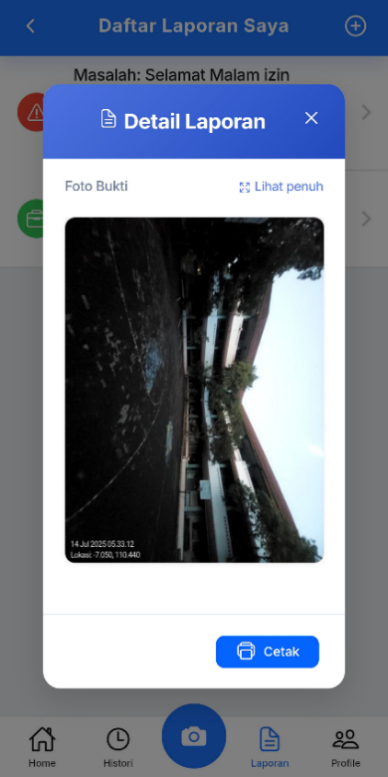 Daftar Laporan Saya
Masalah: Selamat Malam izin
Detail Laporan
Foto Bukti
Lihat penuh
14 Jul 2025 05.33.12
Lokasi: -7.050, 110.440
Cetak
Home
Histori
Laporan
Profile